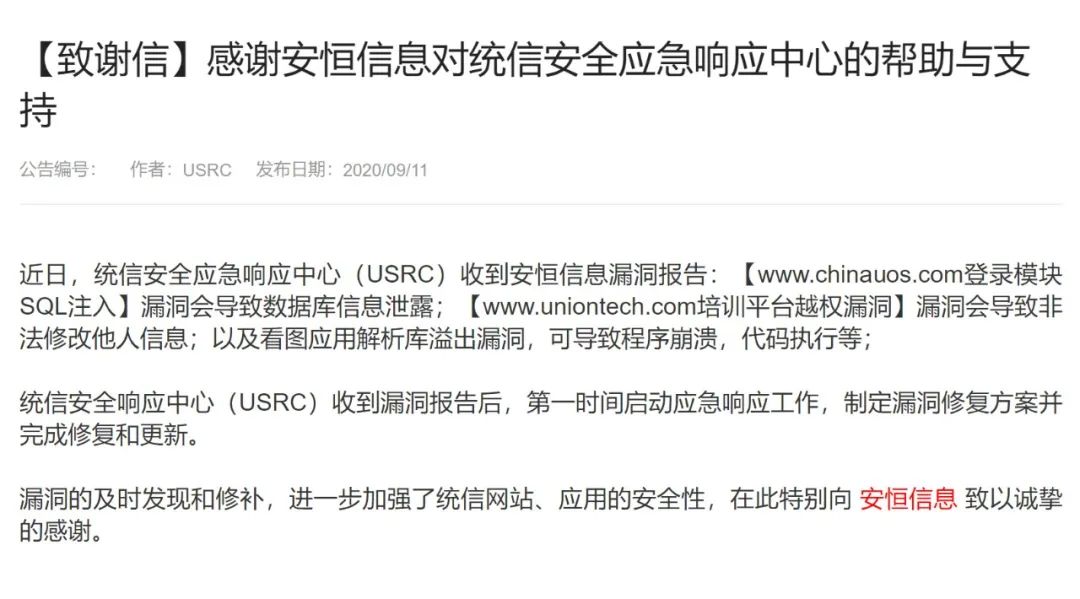 【致谢信】感谢安恒信息对统信安全应急响应中心的帮助与支
持
公告编号： 作者：USRC 发布日期：2020/09/11
近日，统信安全应急响应中心（USRC）收到安恒信息漏洞报告：【www.chinauos.com登录模块
SQL注入】漏洞会导致数据库信息泄露；【www.uniontech.com培训平台越权漏洞】漏洞会导致非
法修改他人信息；以及看图应用解析库溢出漏洞，可导致程序崩溃，代码执行等；
统信安全响应中心（USRC）收到漏洞报告后，第一时间启动应急响应工作，制定漏洞修复方案并
完成修复和更新。
漏洞的及时发现和修补，进一步加强了统信网站、应用的安全性，在此特别向 安恒信息 致以诚挚
的感谢。